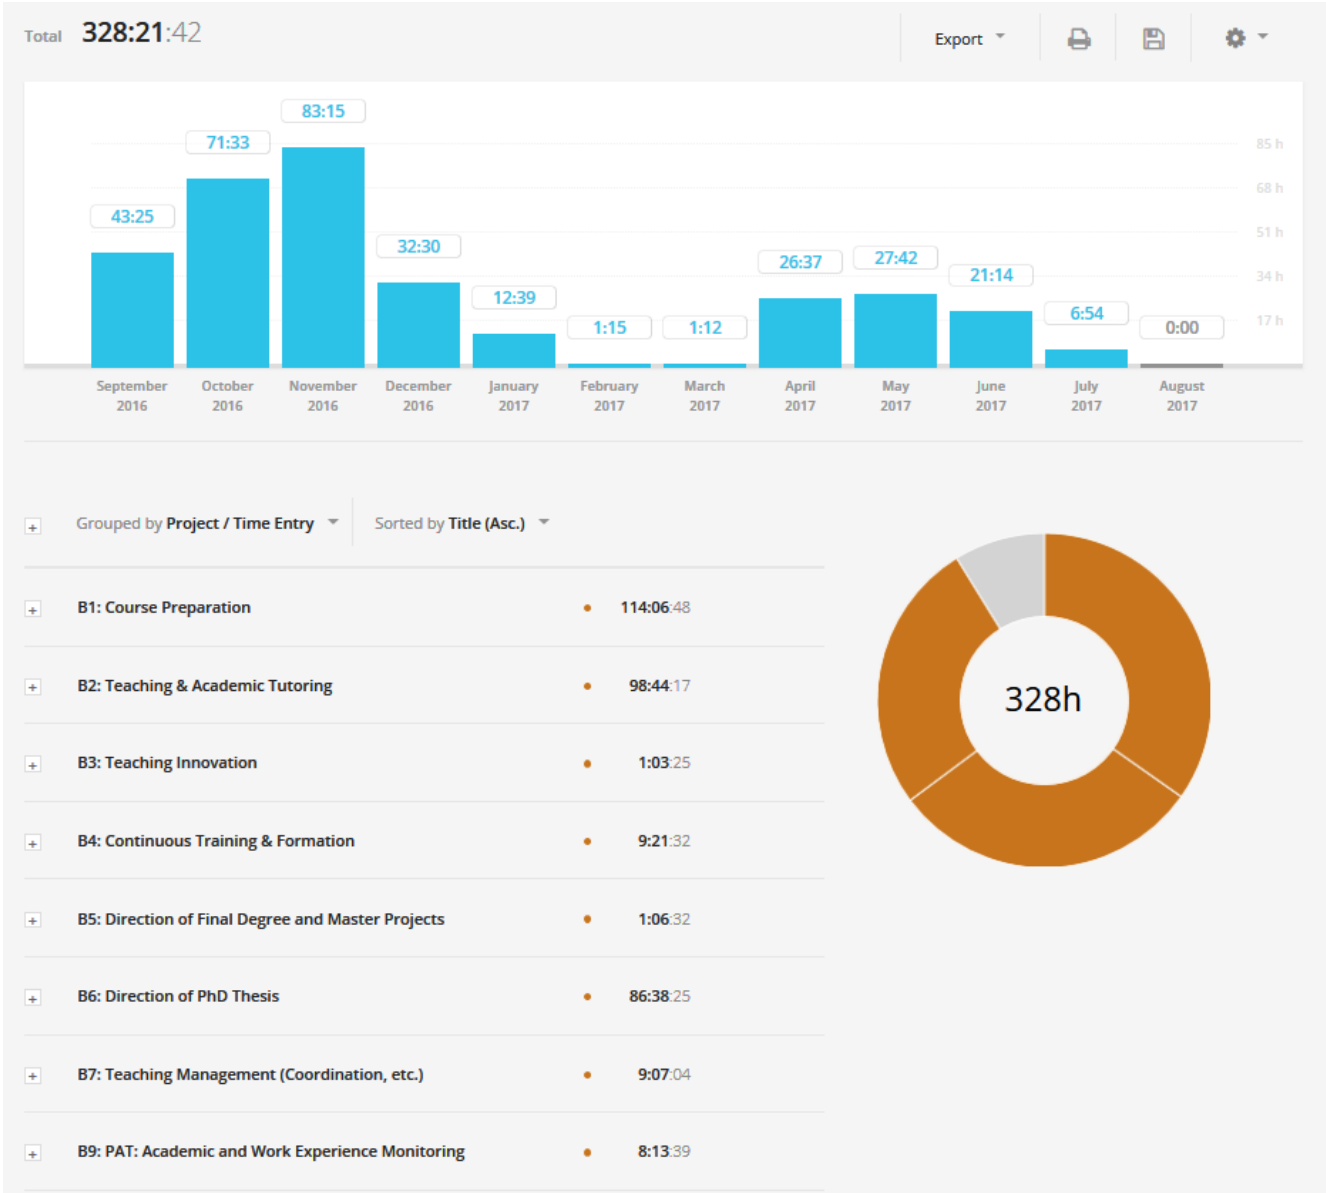 Total 328:21:42
Export
83:15
71:33
85 h
68 h
43:25
51 h
32:30
26:37
27:42
21:14
34 h
12:39
1:15
1:12
6:54
0:00
17 h
September October November December January February March April May June July August
2016 2016 2016 2016 2017 2017 2017 2017 2017 2017 2017 2017
Grouped by Project / Time Entry Sorted by Title (Asc.)
B1: Course Preparation 114:06:48
B2: Teaching & Academic Tutoring 98:44:17
B3: Teaching Innovation 1:03:25
B4: Continuous Training & Formation 9:21:32
B5: Direction of Final Degree and Master Projects 1:06:32
B6: Direction of PhD Thesis 86:38:25
B7: Teaching Management (Coordination, etc.) 9:07:04
B9: PAT: Academic and Work Experience Monitoring 8:13:39
328h